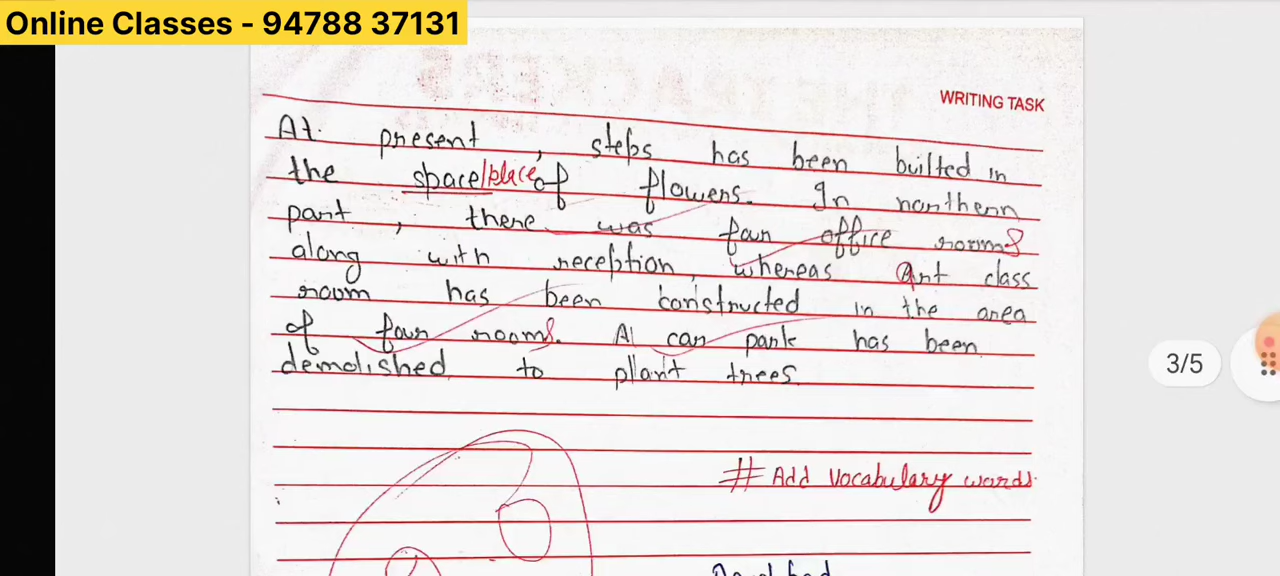 Online Classes - 94788 37131
WRITING TASK
At present, steps has been builted in
the space/place of flowers. In northern
part, there was four office rooms
along with reception, whereas Art class
room has been constructed in the area
of four rooms. A car park has been
demolished to plant trees
# Add vocabulary words.
3/5